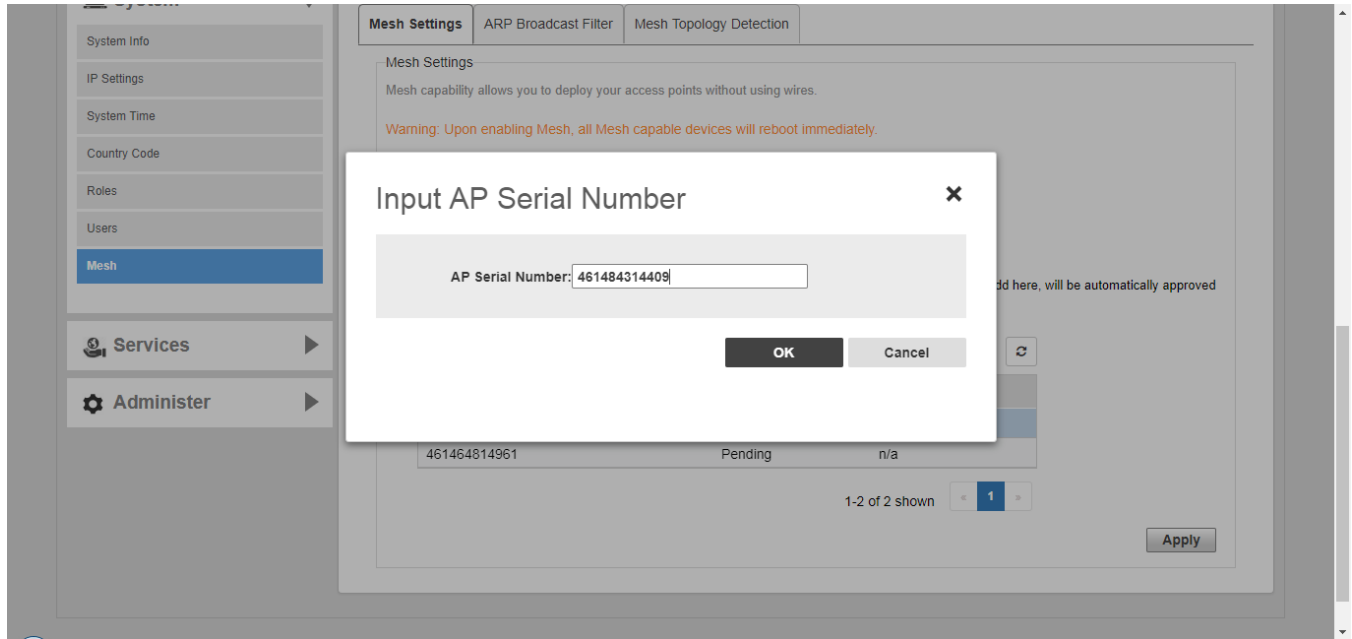 System
System Info
IP Settings
System Time
Country Code
Roles
Users
Mesh
Services
Administer
Mesh Settings
ARP Broadcast Filter
Mesh Topology Detection
Mesh Settings
Mesh capability allows you to deploy your access points without using wires.
Warning: Upon enabling Mesh, all Mesh capable devices will reboot immediately.
Input AP Serial Number
AP Serial Number: 461484314409
OK Cancel
here, will be automatically approved
461464814961 Pending n/a
1-2 of 2 shown « 1 »
Apply